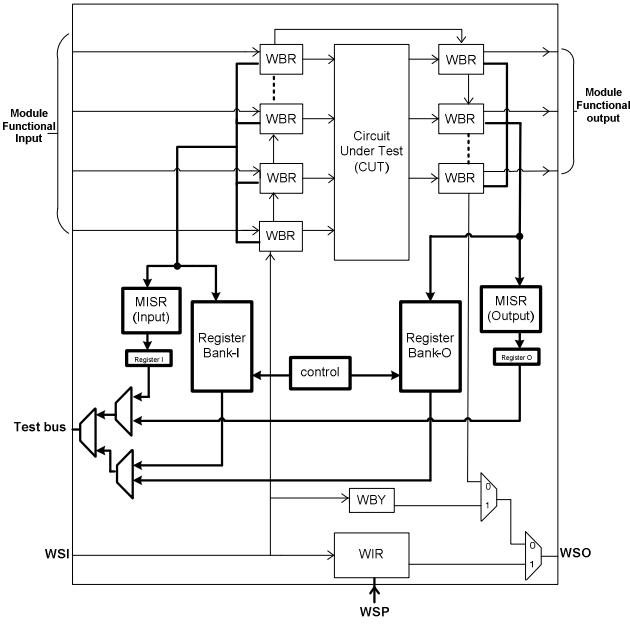 WBR
WBR
WBR
WBR
WBR
WBR
WBR
Module
Functional
Input
Circuit
Under Test
(CUT)
Module
Functional
output
MISR
(Input)
Register I
Register
Bank-I
control
Register
Bank-O
MISR
(Output)
Register O
Test bus
WBY
0
1
WSI
WIR
0
1
WSO
WSP